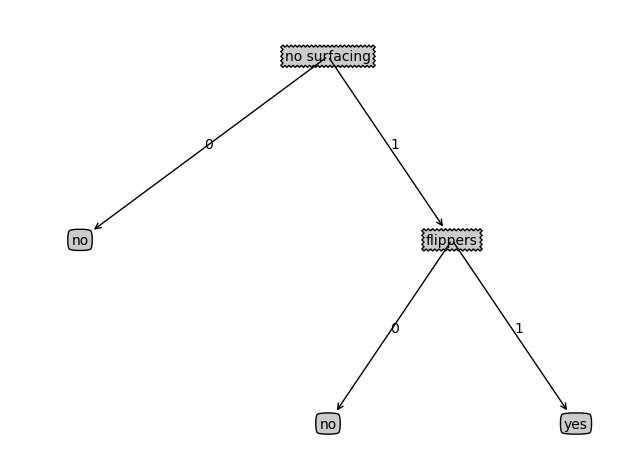 no surfacing
0
1
no
flippers
0
1
no
yes